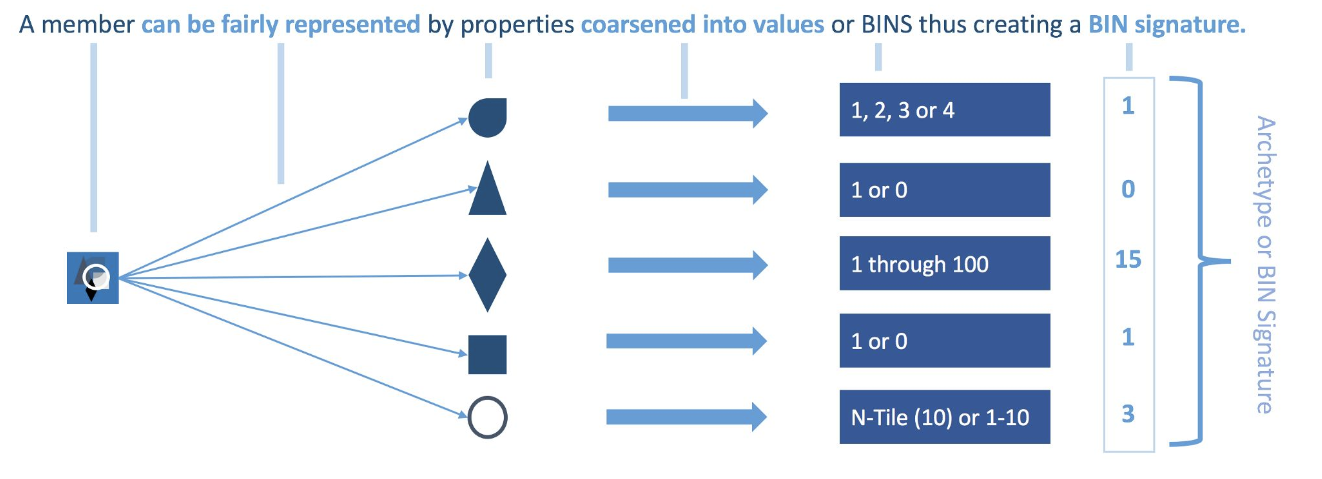 A member can be fairly represented by properties coarsened into values or BINS thus creating a BIN signature.
1, 2, 3 or 4
1
1 or 0
0
1 through 100
15
1 or 0
1
N-Tile (10) or 1-10
3
Archetype or BIN Signature